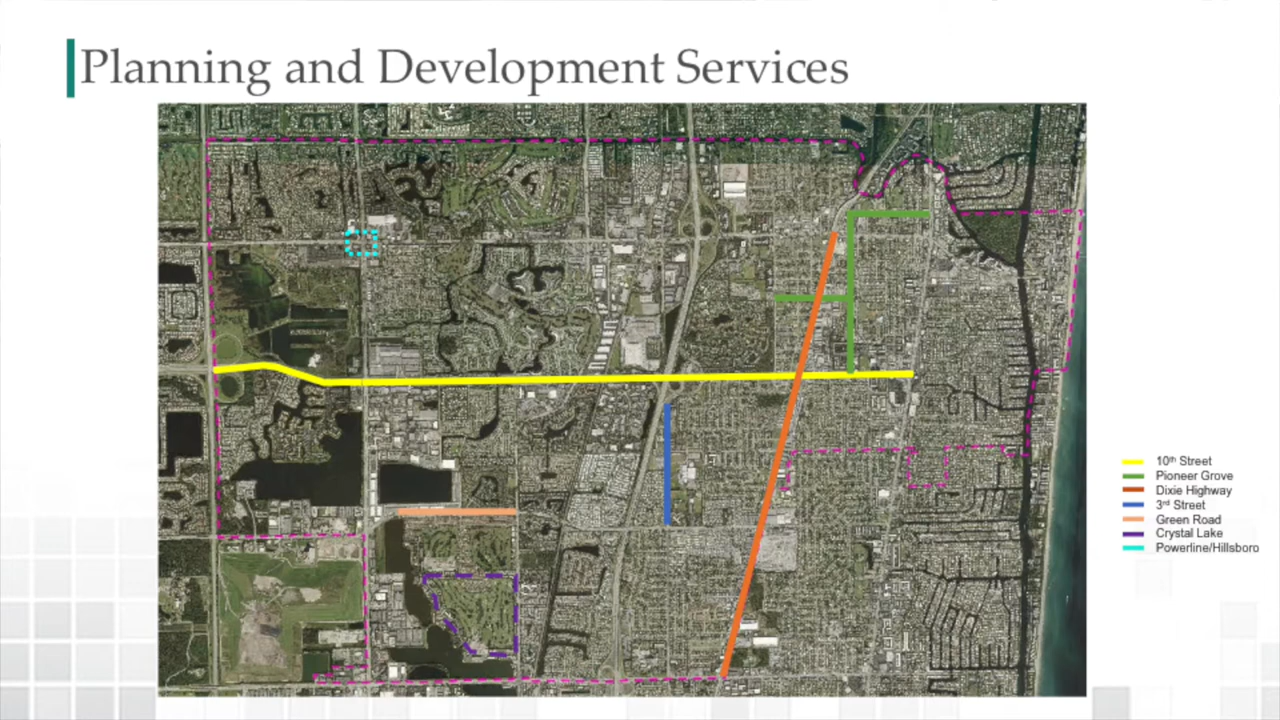 Planning and Development Services
10th Street
Pioneer Grove
Dixie Highway
3rd Street
Green Road
Crystal Lake
Powerline/Hillsboro